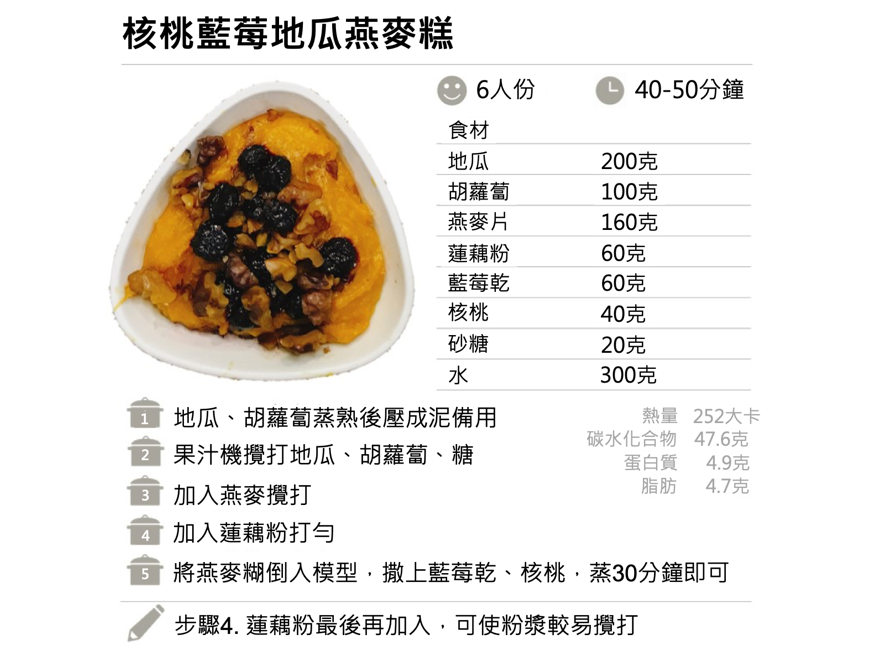 核桃藍莓地瓜燕麥糕
6人份 40-50分鐘
食材
地瓜 200克
胡蘿蔔 100克
燕麥片 160克
蓮藕粉 60克
藍莓乾 60克
核桃 40克
砂糖 20克
水 300克
1 地瓜、胡蘿蔔蒸熟後壓成泥備用
2 果汁機攪打地瓜、胡蘿蔔、糖
3 加入燕麥攪打
4 加入蓮藕粉打勻
5 將燕麥糊倒入模型，撒上藍莓乾、核桃，蒸30分鐘即可
熱量 252大卡
碳水化合物 47.6克
蛋白質 4.9克
脂肪 4.7克
步驟4. 蓮藕粉最後再加入，可使粉漿較易攪打